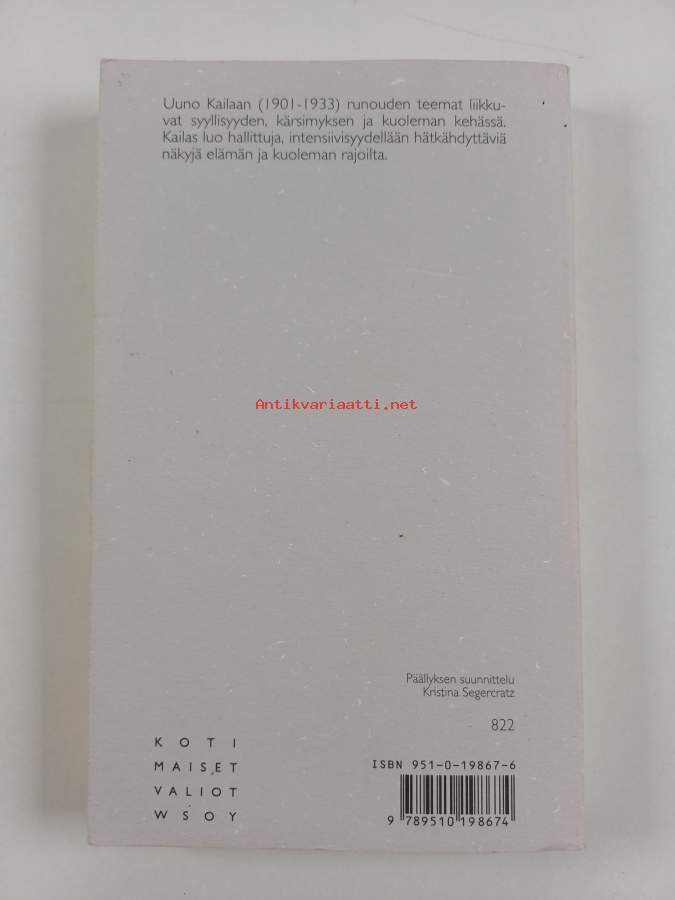 Uuno Kailaan (1901-1933) runouden teemat liikku-
vat syyllisyyden, kärsimyksen ja kuoleman kehässä.
Kailas luo hallittuja, intensiivisyydellään hätkähdyttäviä
näkyjä elämän ja kuoleman rajoilta.
Antikvariaatti.net
Päällyksen suunnittelu
Kristina Segercratz
822
KOTI
MAISET
VALIOT
WSOY
ISBN 951-0-19867-6
9 789510 198674